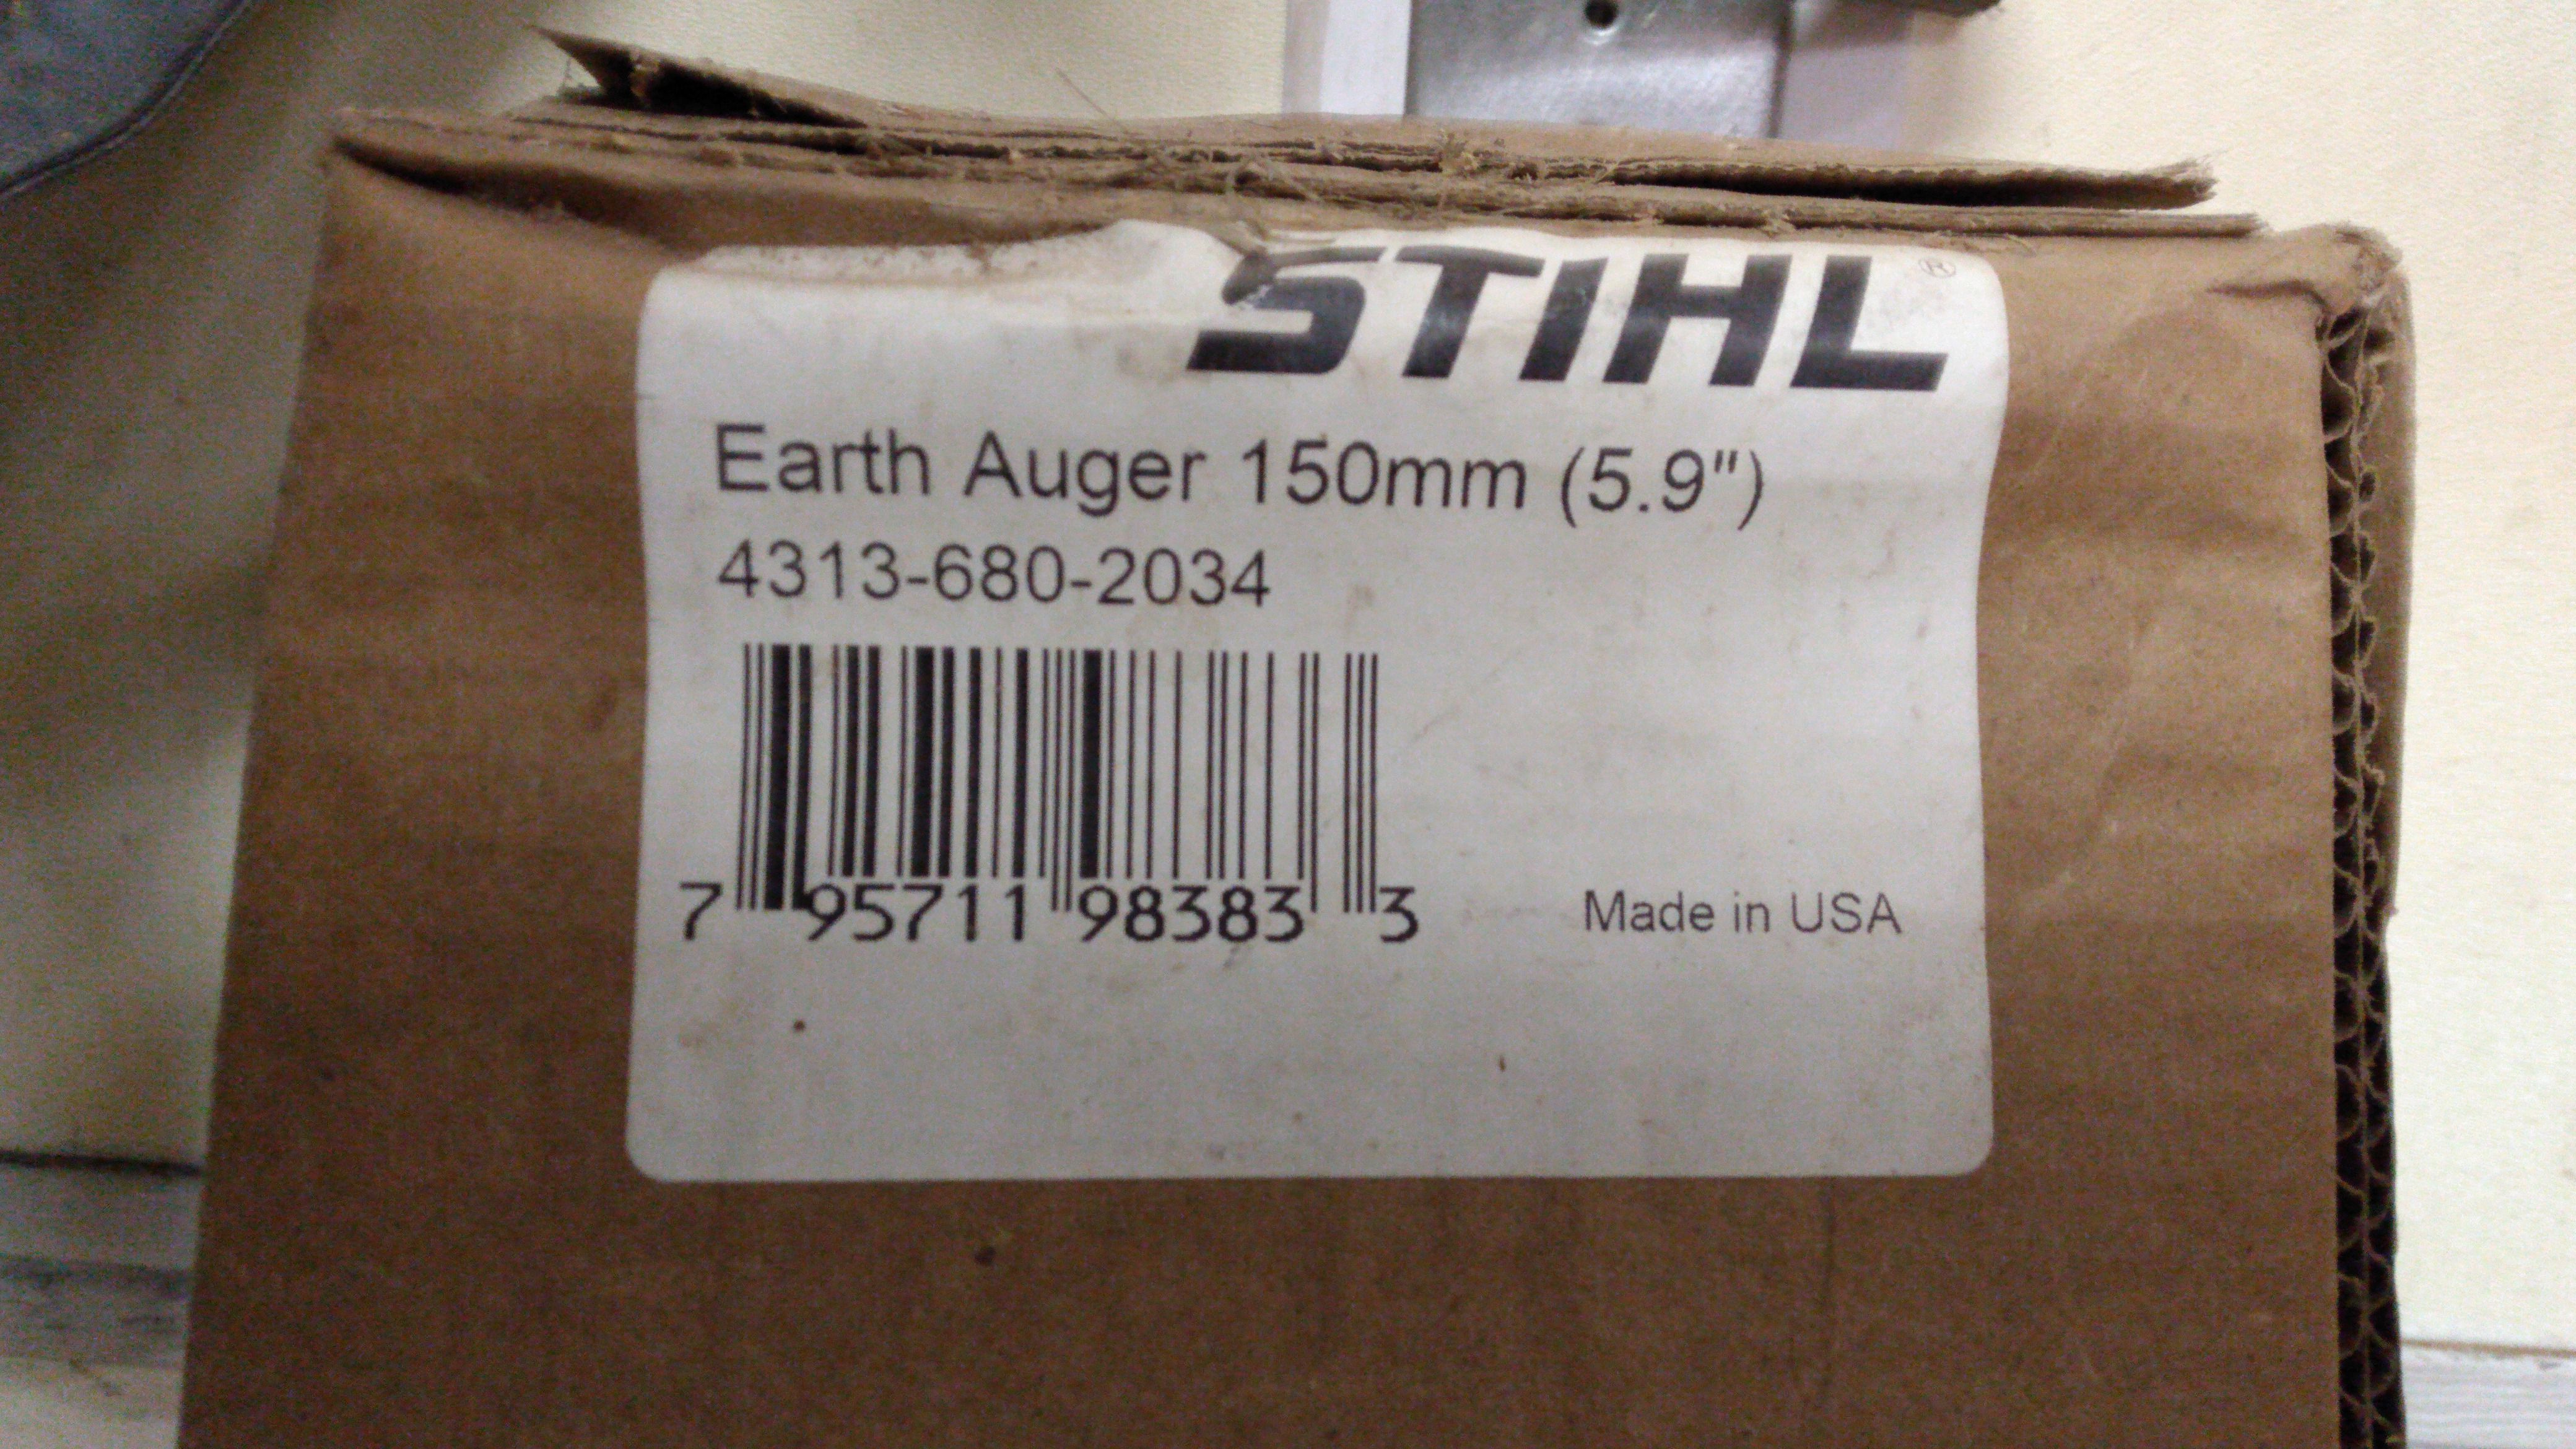 STIHL®
Earth Auger 150mm (5.9")
4313-680-2034
7 95711 98383 3
Made in USA